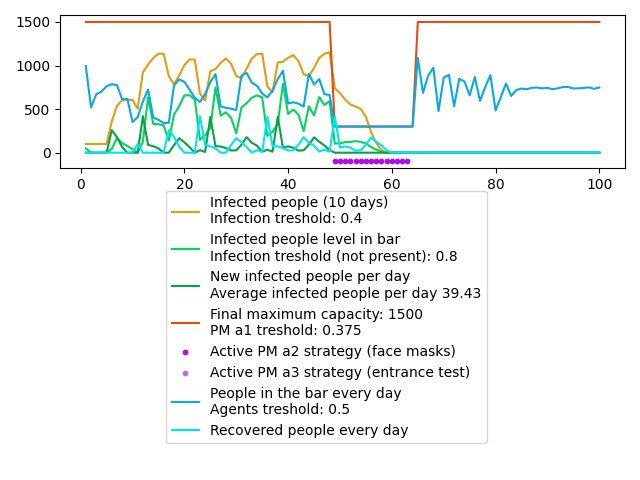 1500
1000
500
0
0
20
40
60
80
100
Infected people (10 days)
Infection treshold: 0.4
Infected people level in bar
Infection treshold (not present): 0.8
New infected people per day
Average infected people per day 39.43
Final maximum capacity: 1500
PM a1 treshold: 0.375
Active PM a2 strategy (face masks)
Active PM a3 strategy (entrance test)
People in the bar every day
Agents treshold: 0.5
Recovered people every day